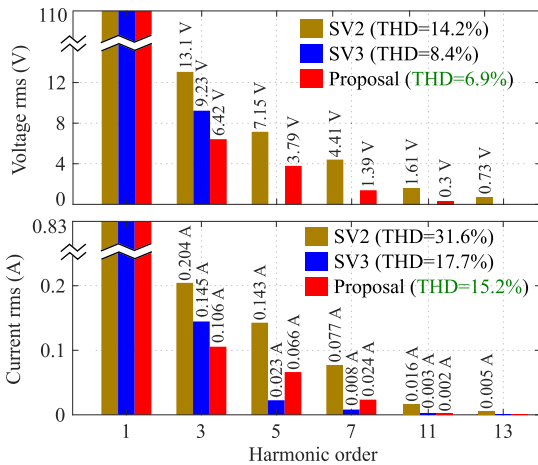 110
SV2 (THD=14.2%)
SV3 (THD=8.4%)
Proposal (THD=6.9%)
Voltage rms (V)
12
8
4
0
13.1 V
9.23 V
6.42 V
7.15 V
3.79 V
4.41 V
1.39 V
1.61 V
0.3 V
0.73 V
0.83
SV2 (THD=31.6%)
SV3 (THD=17.7%)
Proposal (THD=15.2%)
Current rms (A)
0.2
0.1
0
0.204 A
0.145 A
0.106 A
0.143 A
0.023 A
0.066 A
0.077 A
0.008 A
0.024 A
0.016 A
0.003 A
0.002 A
0.005 A
1 3 5 7 11 13
Harmonic order